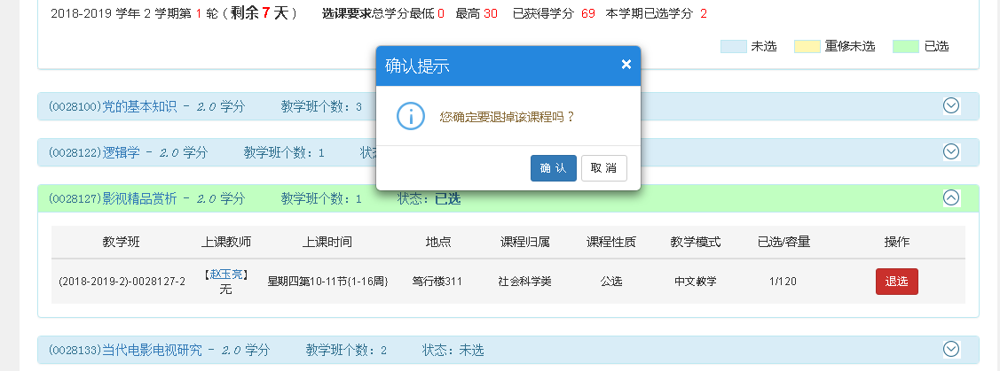 2018-2019 学年 2 学期第 1 轮 ( 剩余 7 天 ) 选课要求总学分最低 0 最高 30 已获得学分 69 本学期已选学分 2
未选 重修未选 已选
确认提示 ×
您确定要退掉该课程吗？
确 认 取 消
(0028100)党的基本知识 - 2.0 学分 教学班个数：3
(0028122)逻辑学 - 2.0 学分 教学班个数：1 状
(0028127)影视精品赏析 - 2.0 学分 教学班个数：1 状态：已选
教学班 上课教师 上课时间 地点 课程归属 课程性质 教学模式 已选/容量 操作
(2018-2019-2)-0028127-2 【赵玉亮】 星期四第10-11节{1-16周} 笃行楼311 社会科学类 公选 中文教学 1/120 退选
无
(0028133)当代电影电视研究 - 2.0 学分 教学班个数：2 状态：未选